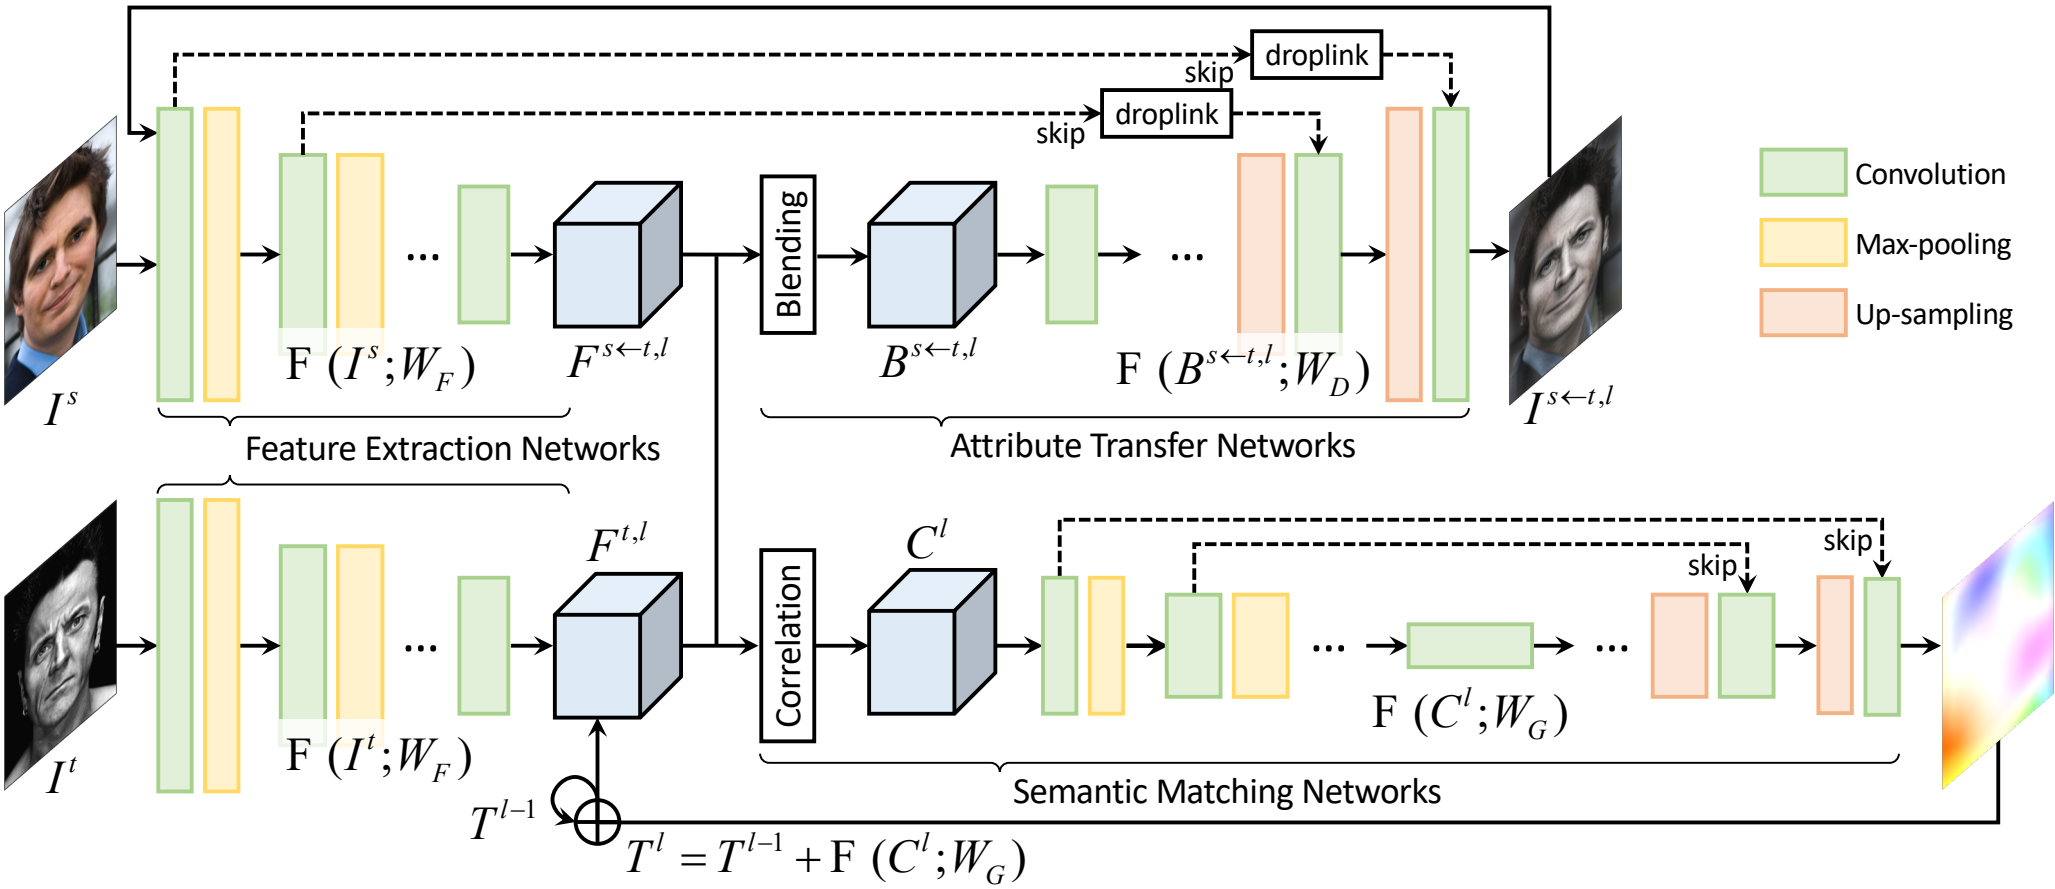 droplink
skip
droplink
skip
Convolution
Max-pooling
Up-sampling
Blending
I^s
F (I^s;W_F)
F^{s←t,l}
B^{s←t,l}
F (B^{s←t,l};W_D)
I^{s←t,l}
Feature Extraction Networks
Attribute Transfer Networks
F^{t,l}
C^l
skip
skip
Correlation
I^t
F (I^t;W_F)
F (C^l;W_G)
Semantic Matching Networks
T^{l−1}
T^l = T^{l−1} + F (C^l;W_G)